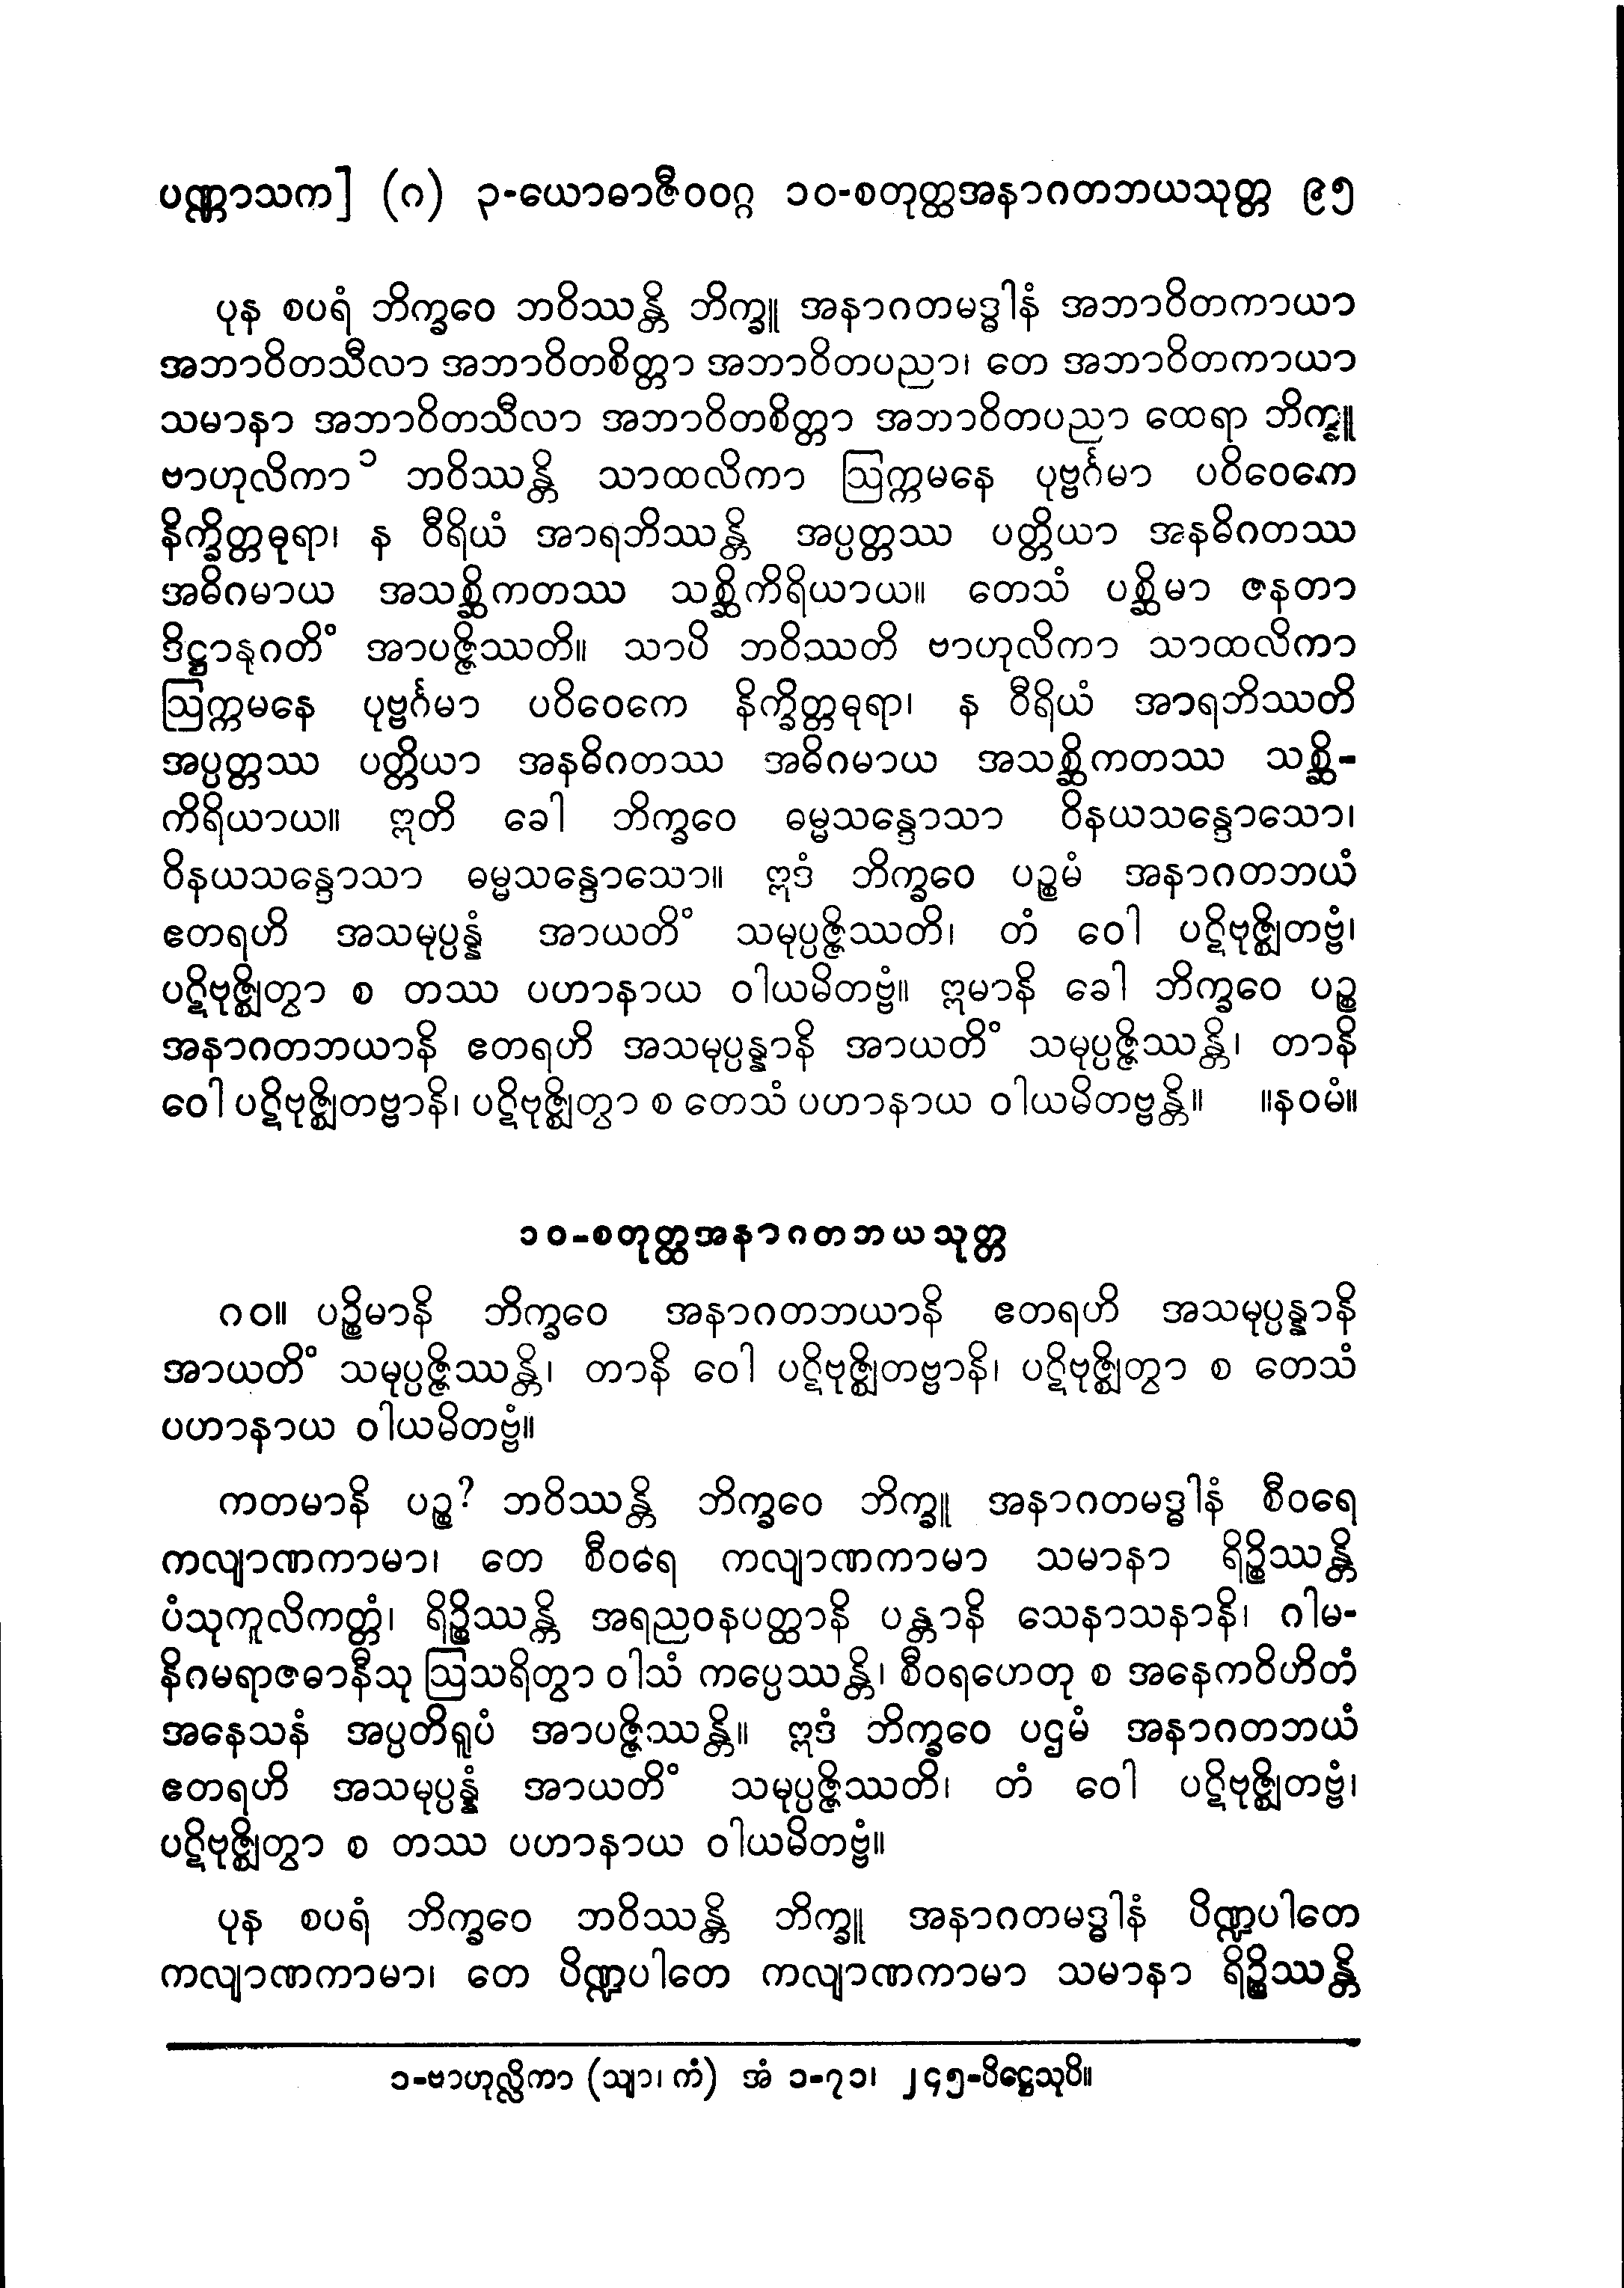 ပဏ္ဏာသက] (ဂ) ၃-ယောဓာဇီဝဝဂ္ဂ ၁၀-စတုတ္ထအနာဂတဘယသုတ္တ ၉၅
ပုန စပရံ ဘိက္ခဝေ ဘဝိဿန္တိ ဘိက္ခူ အနာဂတမဒ္ဓါနံ အဘာဝိတကာယာ
အဘာဝိတသီလာ အဘာဝိတစိတ္တာ အဘာဝိတပညာ၊ တေ အဘာဝိတကာယာ
သမာနာ အဘာဝိတသီလာ အဘာဝိတစိတ္တာ အဘာဝိတပညာ ထေရာ ဘိက္ခူ
ဗာဟုလိကာ ၁ ဘဝိဿန္တိ သာထလိကာ ဩက္ကမနေ ပုဗ္ဗင်္ဂမာ ပဝိဝေကေ
နိက္ခိတ္တဓုရာ၊ န ဝီရိယံ အာရဘိဿန္တိ အပ္ပတ္တဿ ပတ္တိယာ အနဓိဂတဿ
အဓိဂမာယ အသစ္ဆိကတဿ သစ္ဆိကိရိယာယ။ တေသံ ပစ္ဆိမာ ဇနတာ
ဒိဋ္ဌာနုဂတိံ အာပဇ္ဇိဿတိ။ သာပိ ဘဝိဿတိ ဗာဟုလိကာ သာထလိကာ
ဩက္ကမနေ ပုဗ္ဗင်္ဂမာ ပဝိဝေကေ နိက္ခိတ္တဓုရာ၊ န ဝီရိယံ အာရဘိဿတိ
အပ္ပတ္တဿ ပတ္တိယာ အနဓိဂတဿ အဓိဂမာယ အသစ္ဆိကတဿ သစ္ဆိ-
ကိရိယာယ။ ဣတိ ခေါ ဘိက္ခဝေ ဓမ္မသန္ဒောသာ ဝိနယသန္ဒောသော၊
ဝိနယသန္ဒောသာ ဓမ္မသန္ဒောသော။ ဣဒံ ဘိက္ခဝေ ပဉ္စမံ အနာဂတဘယံ
ဧတရဟိ အသမုပ္ပန္နံ အာယတိံ သမုပ္ပဇ္ဇိဿတိ၊ တံ ဝေါ ပဋိဗုဇ္ဈိတဗ္ဗံ၊
ပဋိဗုဇ္ဈိတွာ စ တဿ ပဟာနာယ ဝါယမိတဗ္ဗံ။ ဣမာနိ ခေါ ဘိက္ခဝေ ပဉ္စ
အနာဂတဘယာနိ ဧတရဟိ အသမုပ္ပန္နာနိ အာယတိံ သမုပ္ပဇ္ဇိဿန္တိ၊ တာနိ
ဝေါ ပဋိဗုဇ္ဈိတဗ္ဗာနိ၊ ပဋိဗုဇ္ဈိတွာ စ တေသံ ပဟာနာယ ဝါယမိတဗ္ဗန္တိ။ ။နဝမံ။
၁၀-စတုတ္ထအနာဂတဘယသုတ္တ
၈၀။ ပဉ္စိမာနိ ဘိက္ခဝေ အနာဂတဘယာနိ ဧတရဟိ အသမုပ္ပန္နာနိ
အာယတိံ သမုပ္ပဇ္ဇိဿန္တိ၊ တာနိ ဝေါ ပဋိဗုဇ္ဈိတဗ္ဗာနိ၊ ပဋိဗုဇ္ဈိတွာ စ တေသံ
ပဟာနာယ ဝါယမိတဗ္ဗံ။
ကတမာနိ ပဉ္စ? ဘဝိဿန္တိ ဘိက္ခဝေ ဘိက္ခူ အနာဂတမဒ္ဓါနံ စီဝရေ
ကလျာဏကာမာ၊ တေ စီဝရေ ကလျာဏကာမာ သမာနာ ရိဉ္စိဿန္တိ
ပံသုကူလိကတ္တံ၊ ရိဉ္စိဿန္တိ အရညဝနပတ္ထာနိ ပန္တာနိ သေနာသနာနိ၊ ဂါမ-
နိဂမရာဇဓာနီသု ဩသရိတွာ ဝါသံ ကပ္ပေဿန္တိ၊ စီဝရဟေတု စ အနေကဝိဟိတံ
အနေသနံ အပ္ပတိရူပံ အာပဇ္ဇိဿန္တိ။ ဣဒံ ဘိက္ခဝေ ပဌမံ အနာဂတဘယံ
ဧတရဟိ အသမုပ္ပန္နံ အာယတိံ သမုပ္ပဇ္ဇိဿတိ၊ တံ ဝေါ ပဋိဗုဇ္ဈိတဗ္ဗံ၊
ပဋိဗုဇ္ဈိတွာ စ တဿ ပဟာနာယ ဝါယမိတဗ္ဗံ။
ပုန စပရံ ဘိက္ခဝေ ဘဝိဿန္တိ ဘိက္ခူ အနာဂတမဒ္ဓါနံ ပိဏ္ဍပါတေ
ကလျာဏကာမာ၊ တေ ပိဏ္ဍပါတေ ကလျာဏကာမာ သမာနာ ရိဉ္စိဿန္တိ
၁-ဗာဟုလ္လိကာ (သျာ၊ ကံ) အံ ၁-၇၁၊ ၂၄၅-ပိဋ္ဌေသုပိ။